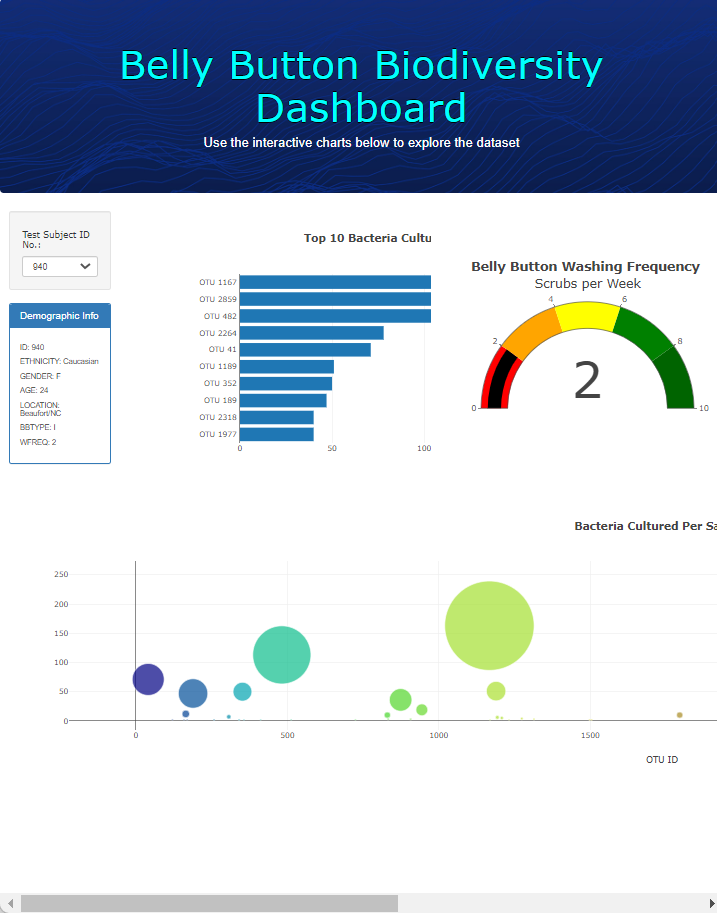 Belly Button Biodiversity
Dashboard
Use the interactive charts below to explore the dataset
Test Subject ID
No.:
940
Demographic Info
ID: 940
ETHNICITY: Caucasian
GENDER: F
AGE: 24
LOCATION:
Beaufort/NC
BBTYPE: I
WFREQ: 2
Top 10 Bacteria Cultu
OTU 1167
OTU 2859
OTU 482
OTU 2264
OTU 41
OTU 1189
OTU 352
OTU 189
OTU 2318
OTU 1977
0 50 100
Belly Button Washing Frequency
Scrubs per Week
0 2 4 6 8 10
2
Bacteria Cultured Per Sa
250
200
150
100
50
0
0 500 1000 1500
OTU ID